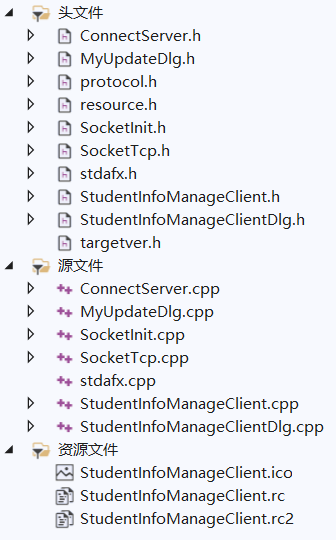 头文件
ConnectServer.h
MyUpdateDlg.h
protocol.h
resource.h
SocketInit.h
SocketTcp.h
stdafx.h
StudentInfoManageClient.h
StudentInfoManageClientDlg.h
targetver.h
源文件
ConnectServer.cpp
MyUpdateDlg.cpp
SocketInit.cpp
SocketTcp.cpp
stdafx.cpp
StudentInfoManageClient.cpp
StudentInfoManageClientDlg.cpp
资源文件
StudentInfoManageClient.ico
StudentInfoManageClient.rc
StudentInfoManageClient.rc2